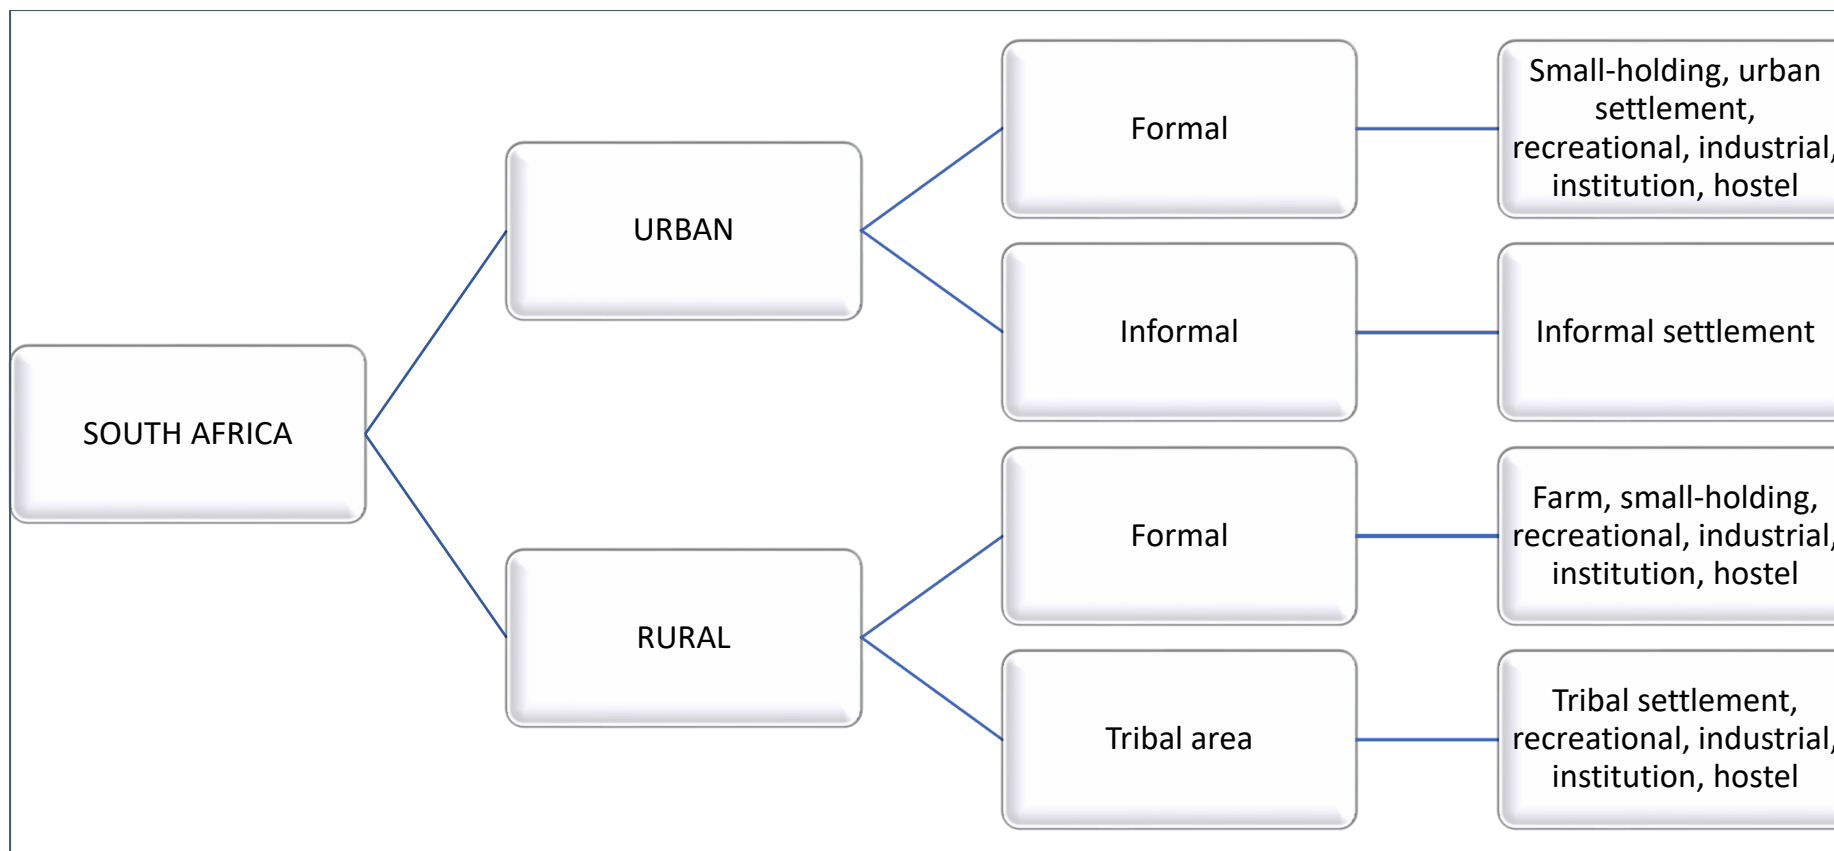 SOUTH AFRICA
URBAN
Formal
Small-holding, urban
settlement,
recreational, industrial,
institution, hostel
Informal
Informal settlement
RURAL
Formal
Farm, small-holding,
recreational, industrial,
institution, hostel
Tribal area
Tribal settlement,
recreational, industrial,
institution, hostel